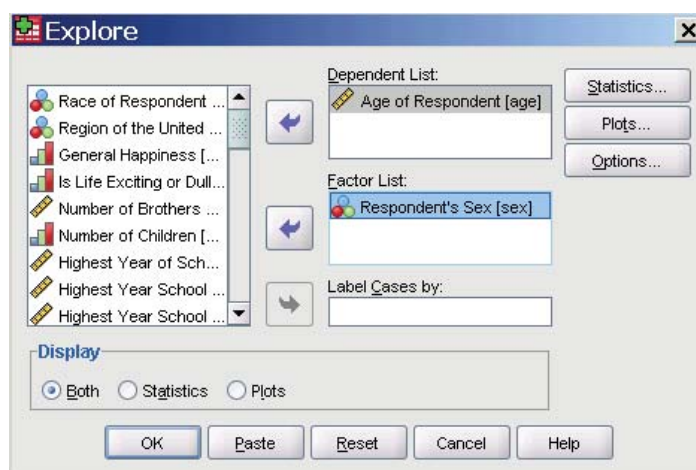 Explore
Race of Respondent ...
Region of the United ...
General Happiness [...
Is Life Exciting or Dull...
Number of Brothers ...
Number of Children [...
Highest Year of Sch...
Highest Year School ...
Highest Year School ...
Dependent List:
Age of Respondent [age]
Factor List:
Respondent's Sex [sex]
Label Cases by:
Statistics...
Plots...
Options...
Display
Both Statistics Plots
OK Paste Reset Cancel Help